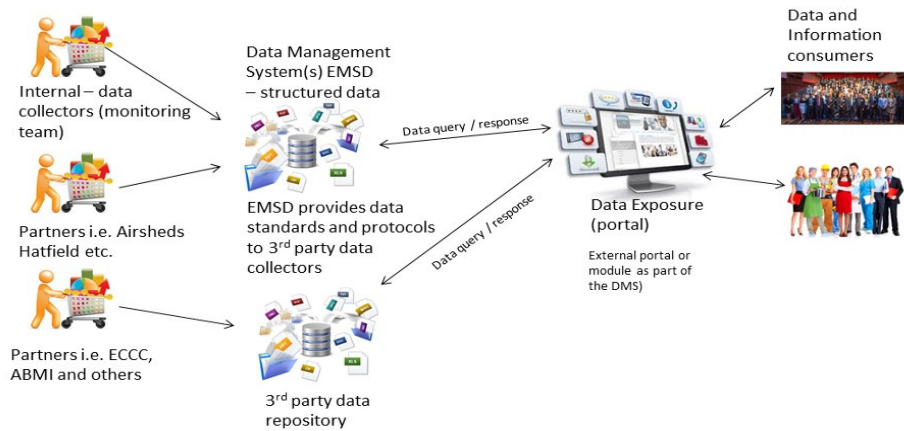 Internal – data
collectors (monitoring
team)
Partners i.e. Airsheds
Hatfield etc.
Partners i.e. ECCC,
ABMI and others
Data Management
System(s) EMSD
– structured data
EMSD provides data
standards and protocols
to 3rd party data
collectors
3rd party data
repository
Data query / response
Data query / response
Data Exposure
(portal)
External portal or
module as part of
the DMS)
Data and
Information
consumers